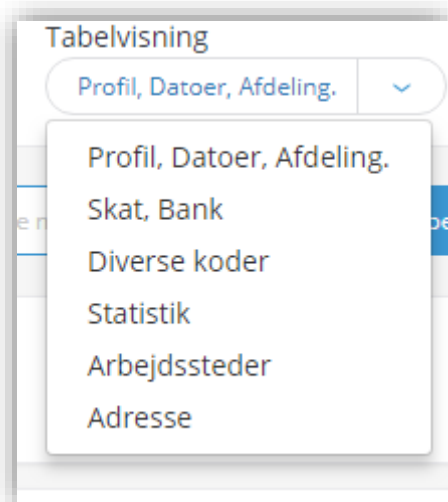 Tabelvisning
Profil, Datoer, Afdeling.
Profil, Datoer, Afdeling.
Skat, Bank
Diverse koder
Statistik
Arbejdssteder
Adresse